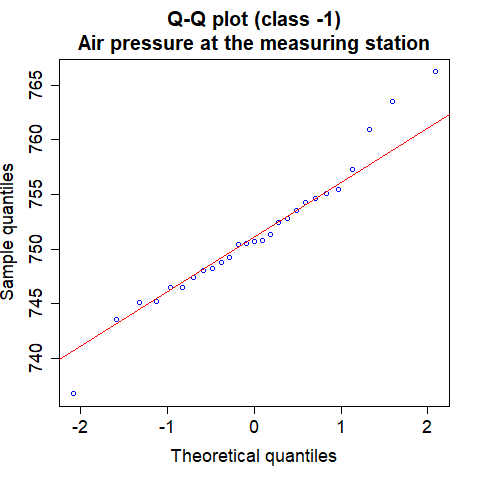 Q-Q plot (class -1)
Air pressure at the measuring station
Sample quantiles
765
760
755
750
745
740
-2 -1 0 1 2
Theoretical quantiles